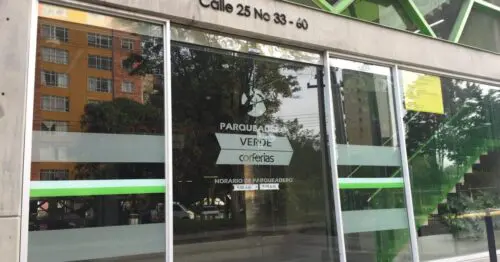 Calle 25 No 33 - 60
PARQUEADERO
VERDE
corferias
HORARIO DE PARQUEADERO